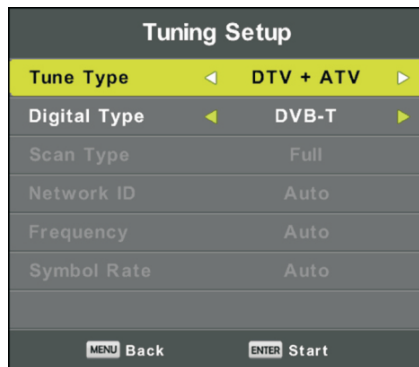 Tuning Setup
Tune Type DTV + ATV
Digital Type DVB-T
Scan Type Full
Network ID Auto
Frequency Auto
Symbol Rate Auto
MENU Back ENTER Start